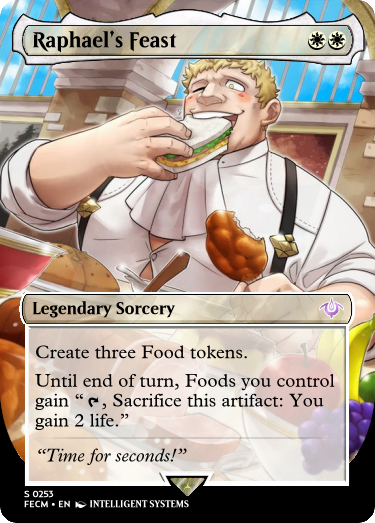 Raphael's Feast
Legendary Sorcery
Create three Food tokens.
Until end of turn, Foods you control
gain “ , Sacrifice this artifact: You
gain 2 life.”
“Time for seconds!”
S 0253
FECM • EN INTELLIGENT SYSTEMS